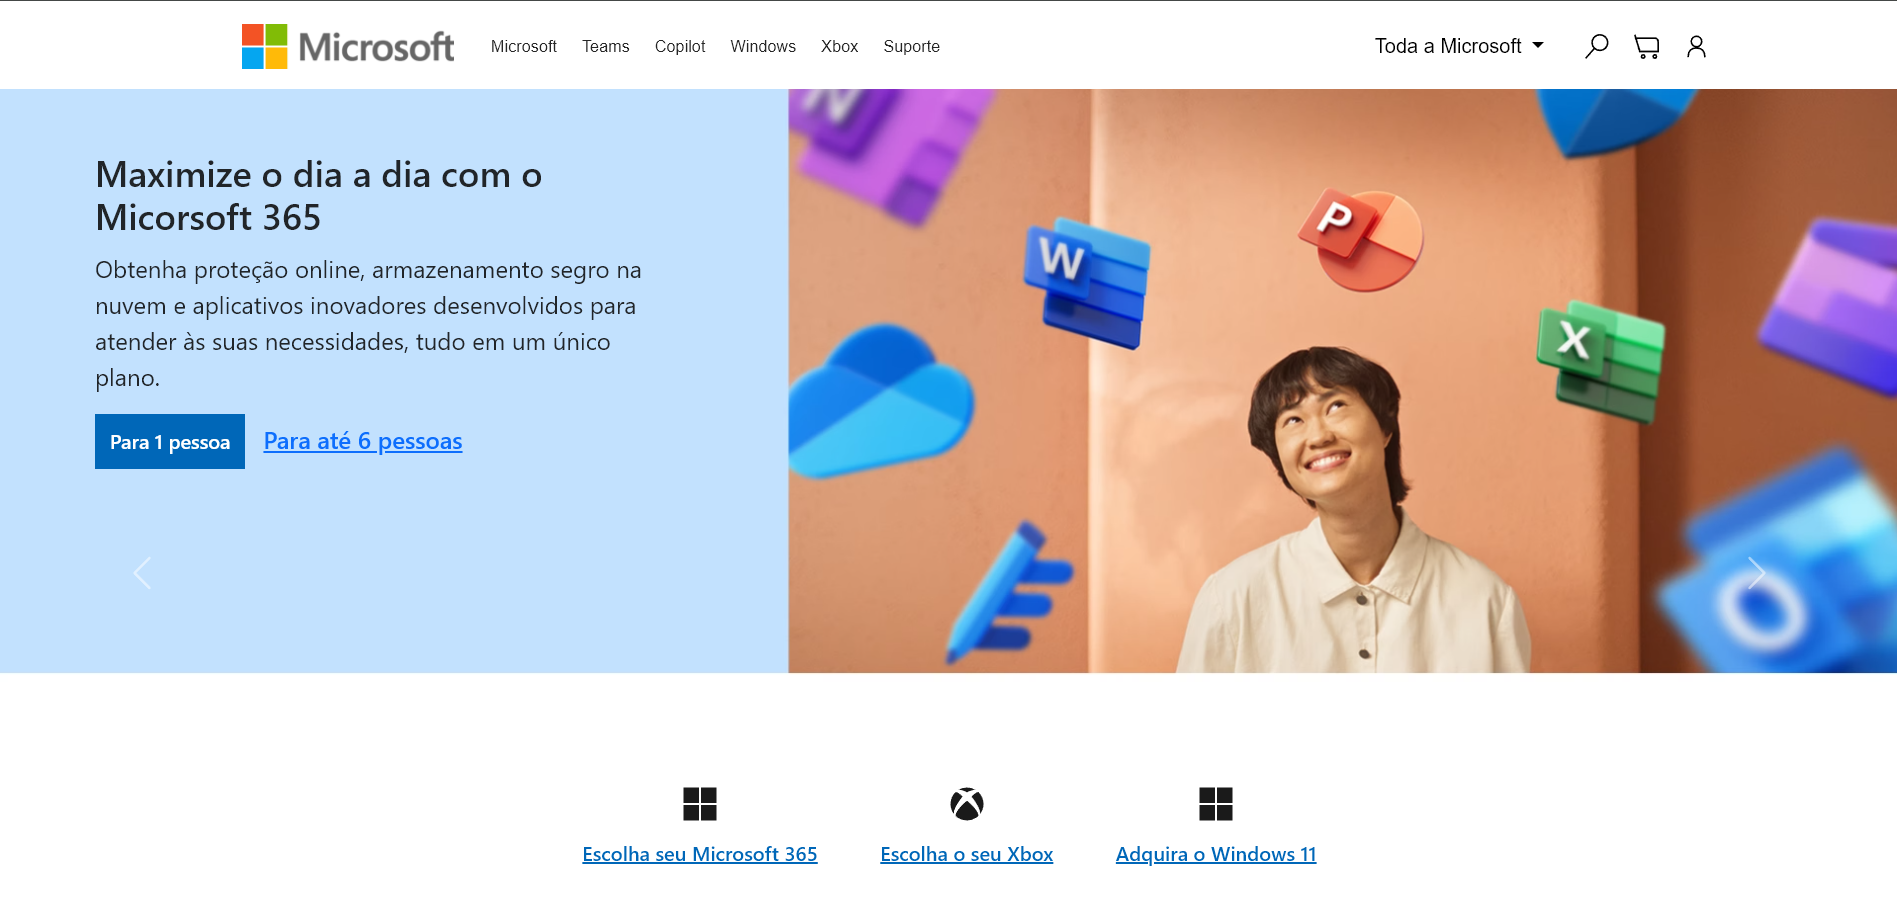 Microsoft
Microsoft Teams Copilot Windows Xbox Suporte
Toda a Microsoft
Maximize o dia a dia com o
Micorsoft 365
Obtenha proteção online, armazenamento segro na
nuvem e aplicativos inovadores desenvolvidos para
atender às suas necessidades, tudo em um único
plano.
Para 1 pessoa Para até 6 pessoas
N
W
P
X
O
Escolha seu Microsoft 365 Escolha o seu Xbox Adquira o Windows 11